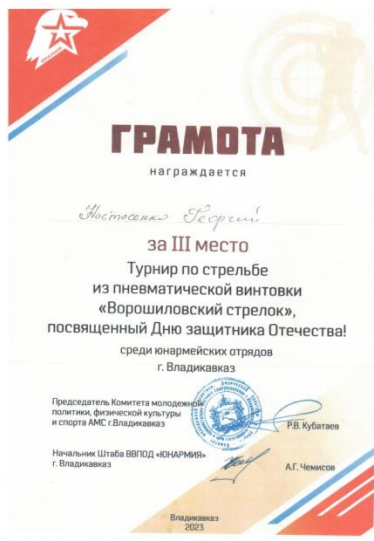 ГРАМОТА
награждается
Георгий
за III место
Турнир по стрельбе
из пневматической винтовки
«Ворошиловский стрелок»,
посвященный Дню защитника Отечества!
среди юнармейских отрядов
г. Владикавказ
Председатель Комитета молодежной
политики, физической культуры
и спорта АМС г.Владикавказ
Р.В. Кубатаев
Начальник Штаба ВВПОД «ЮНАРМИЯ»
г. Владикавказ
А.Г. Чемисов
Владикавказ
2023